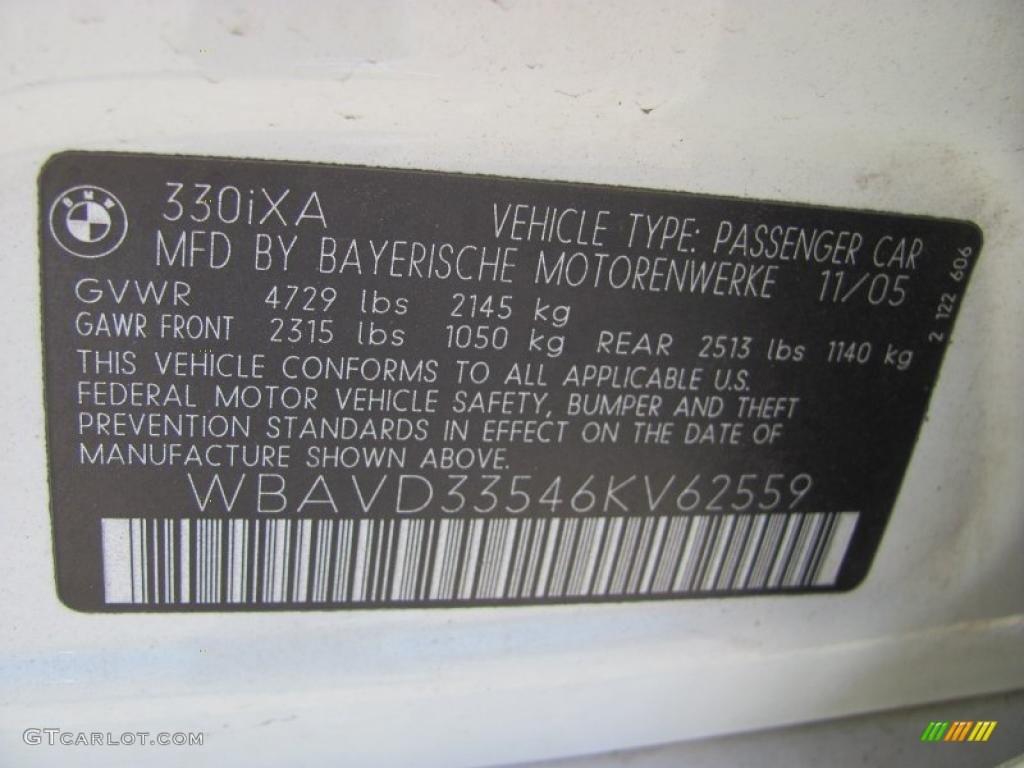 BMW
330iXA
VEHICLE TYPE: PASSENGER CAR
MFD BY BAYERISCHE MOTORENWERKE 11/05
GVWR 4729 lbs 2145 kg
GAWR FRONT 2315 lbs 1050 kg REAR 2513 lbs 1140 kg
THIS VEHICLE CONFORMS TO ALL APPLICABLE U.S.
FEDERAL MOTOR VEHICLE SAFETY, BUMPER AND THEFT
PREVENTION STANDARDS IN EFFECT ON THE DATE OF
MANUFACTURE SHOWN ABOVE.
WBAVD33546KV62559
2 122 606
GTCARLOT.COM